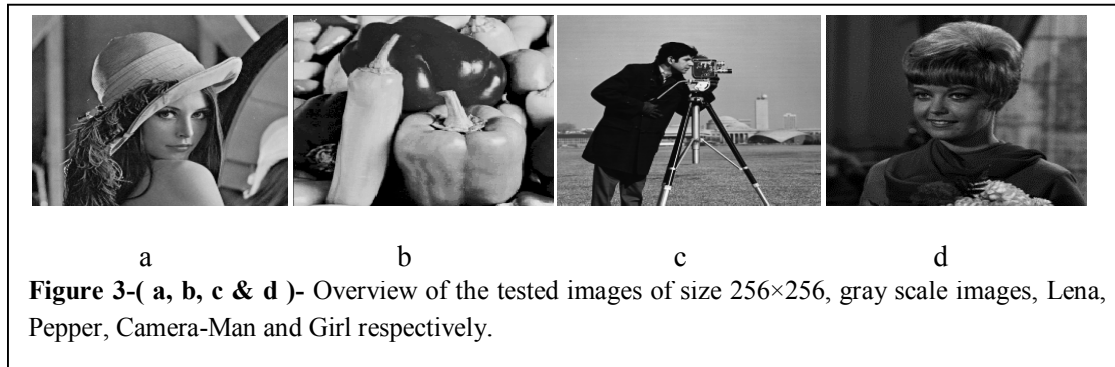 a b c d
Figure 3-( a, b, c & d )- Overview of the tested images of size 256×256, gray scale images, Lena,
Pepper, Camera-Man and Girl respectively.